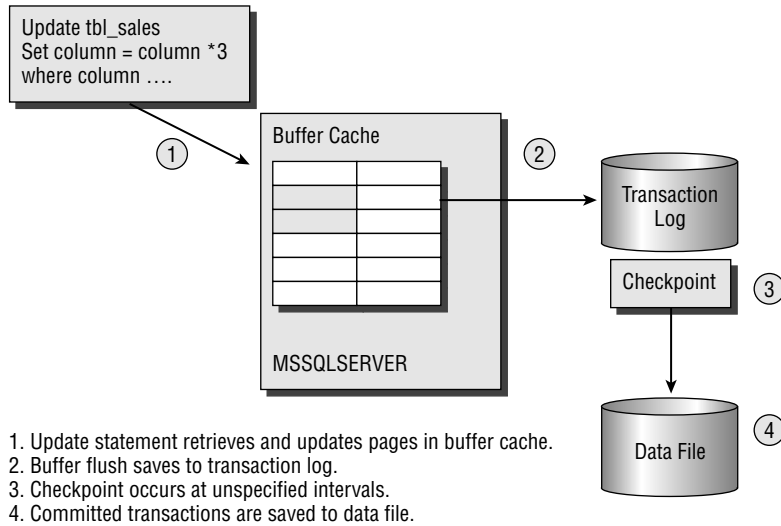 Update tbl_sales
Set column = column *3
where column ....
1
Buffer Cache
2
Transaction
Log
Checkpoint
3
MSSQLSERVER
Data File
4
1. Update statement retrieves and updates pages in buffer cache.
2. Buffer flush saves to transaction log.
3. Checkpoint occurs at unspecified intervals.
4. Committed transactions are saved to data file.